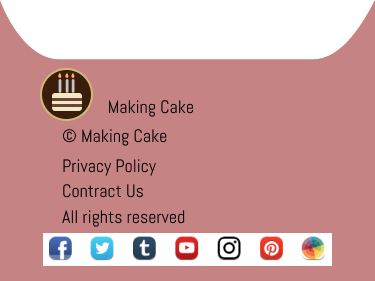 Making Cake
© Making Cake
Privacy Policy
Contract Us
All rights reserved